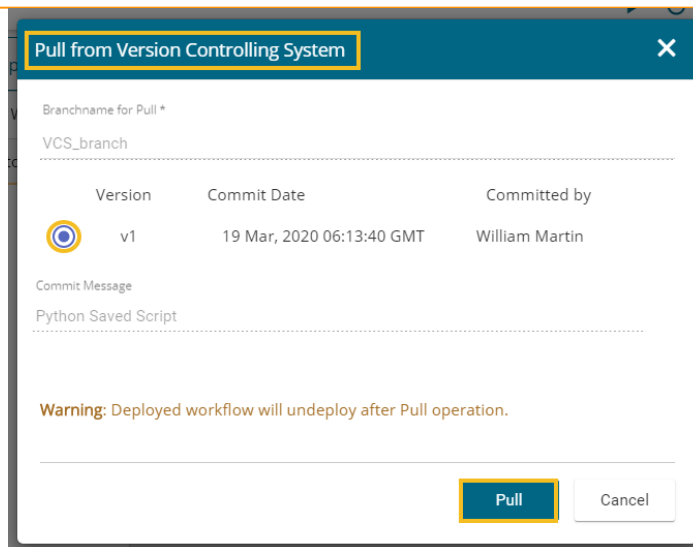 Pull from Version Controlling System
Branchname for Pull *
VCS_branch
Version Commit Date Committed by
v1 19 Mar, 2020 06:13:40 GMT William Martin
Commit Message
Python Saved Script
Warning: Deployed workflow will undeploy after Pull operation.
Pull Cancel